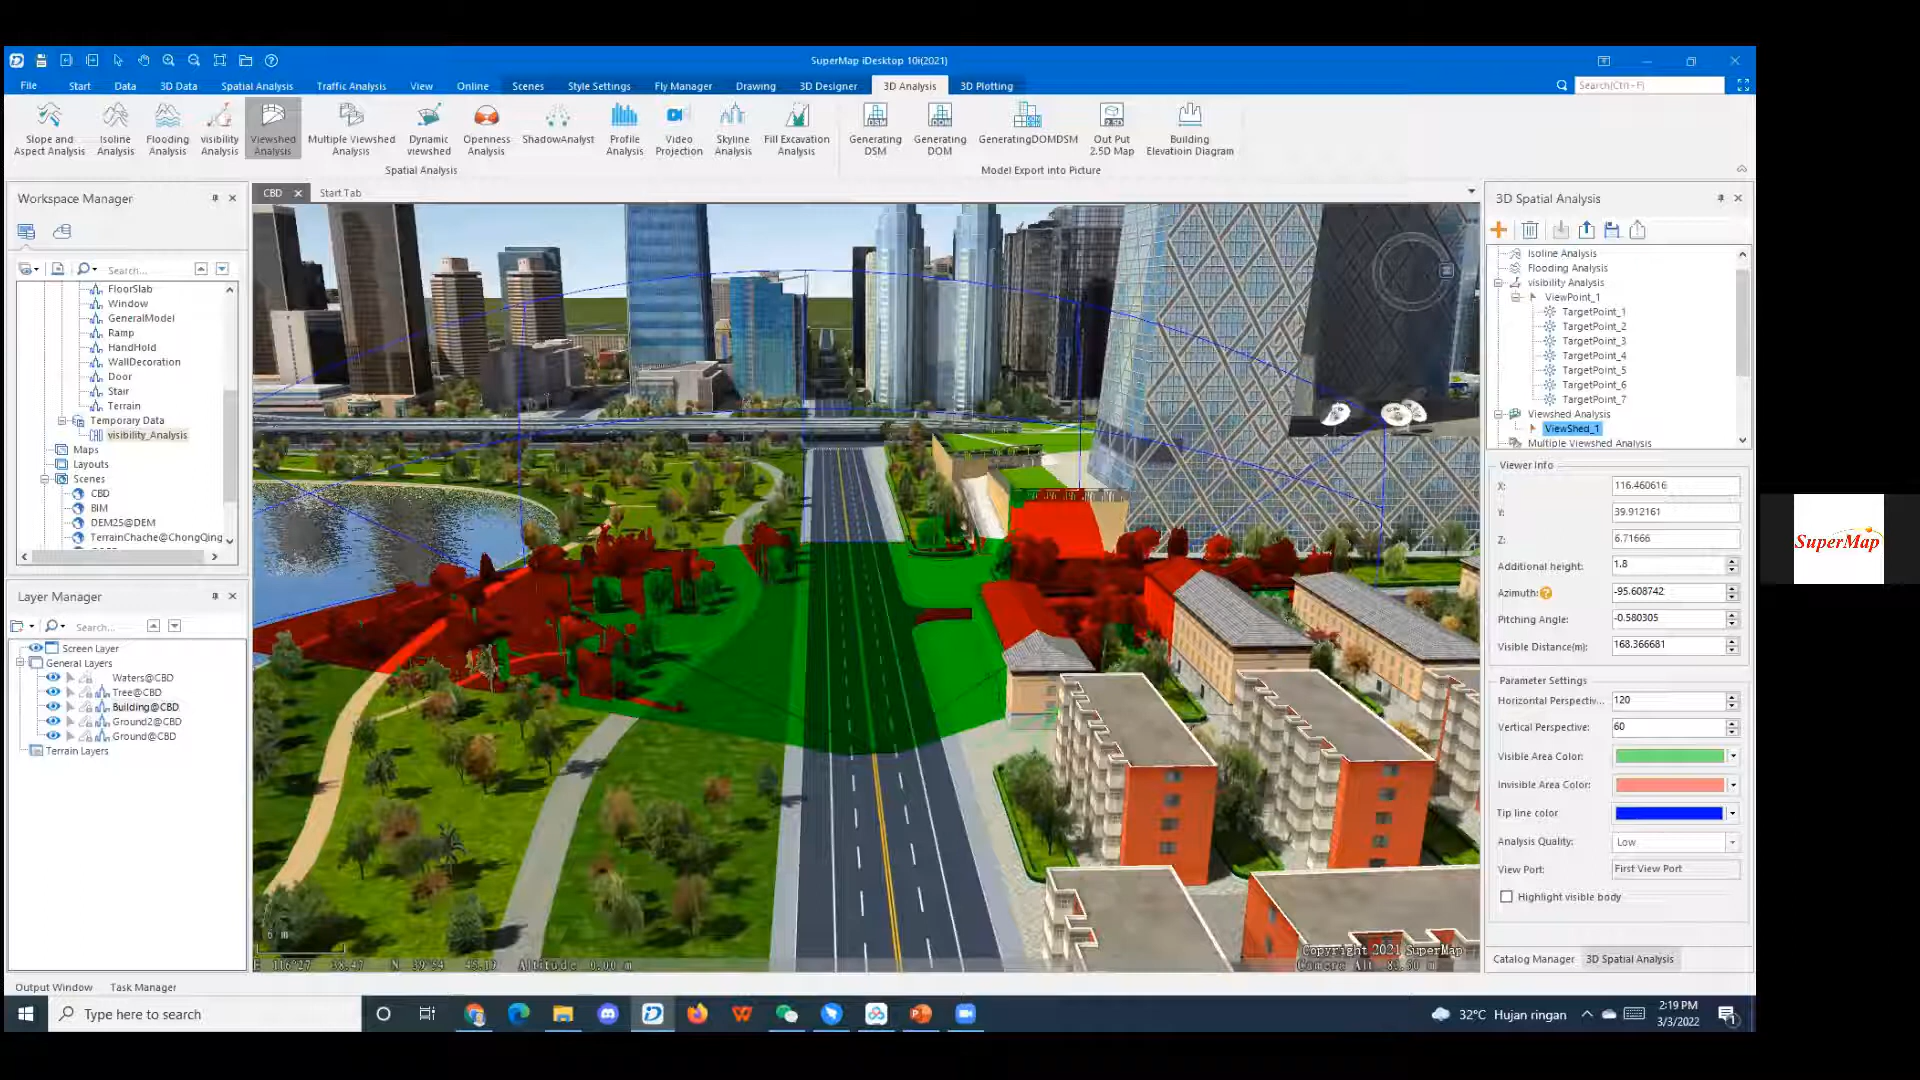 SuperMap iDesktop 10i(2021)
File Start Data 3D Data Spatial Analysis Traffic Analysis View Online Scenes Style Settings Fly Manager Drawing 3D Designer 3D Analysis 3D Plotting Search(Ctrl+F)
Slope and Aspect Analysis
Isoline Analysis
Flooding Analysis
visibility Analysis
Viewshed Analysis
Multiple Viewshed Analysis
Dynamic viewshed
Openness Analysis
ShadowAnalyst
Profile Analysis
Video Projection
Skyline Analysis
Fill Excavation Analysis
Generating DSM
Generating DOM
GeneratingDOMDSM
Out Put 2.5D Map
Building Elevatioin Diagram
Spatial Analysis
Model Export into Picture
Workspace Manager
Search...
FloorSlab
Window
GeneralModel
Ramp
HandHold
WallDecoration
Door
Stair
Terrain
Temporary Data
visibility_Analysis
Maps
Layouts
Scenes
CBD
BIM
DEM25@DEM
TerrainChache@ChongQing
Layer Manager
Search...
Screen Layer
General Layers
Waters@CBD
Tree@CBD
Building@CBD
Ground2@CBD
Ground@CBD
Terrain Layers
CBD Start Tab
Copyright 2021 SuperMap
3D Spatial Analysis
Isoline Analysis
Flooding Analysis
visibility Analysis
ViewPoint_1
TargetPoint_1
TargetPoint_2
TargetPoint_3
TargetPoint_4
TargetPoint_5
TargetPoint_6
TargetPoint_7
Viewshed Analysis
ViewShed_1
Multiple Viewshed Analysis
Viewer Info
X: 116.460616
Y: 39.912161
Z: 6.71666
Additional height: 1.8
Azimuth: -95.608742
Pitching Angle: -0.580305
Visible Distance(m): 168.366681
Parameter Settings
Horizontal Perspectiv... 120
Vertical Perspective: 60
Visible Area Color:
Invisible Area Color:
Tip line color
Analysis Quality: Low
View Port: First View Port
Highlight visible body
Catalog Manager 3D Spatial Analysis
Output Window Task Manager
Type here to search
32°C Hujan ringan
2:19 PM
3/3/2022
SuperMap